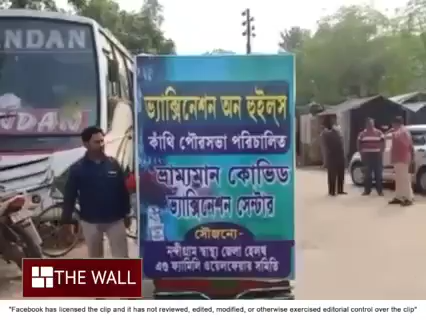 ANDAN
NDAN
ভ্যাক্সিনেশন অন হুইলস
কাঁথি পৌরসভা পরিচালিত
ভ্রাম্যমান কোভিড
ভ্যাক্সিনেশন সেন্টার
সৌজন্যে-
নন্দীগ্রাম স্বাস্থ্য জেলা হেলথ
এণ্ড ফ্যামিলি ওয়েলফেয়ার সমিতি
THE WALL
"Facebook has licensed the clip and it has not reviewed, edited, modified, or otherwise exercised editorial control over the clip"